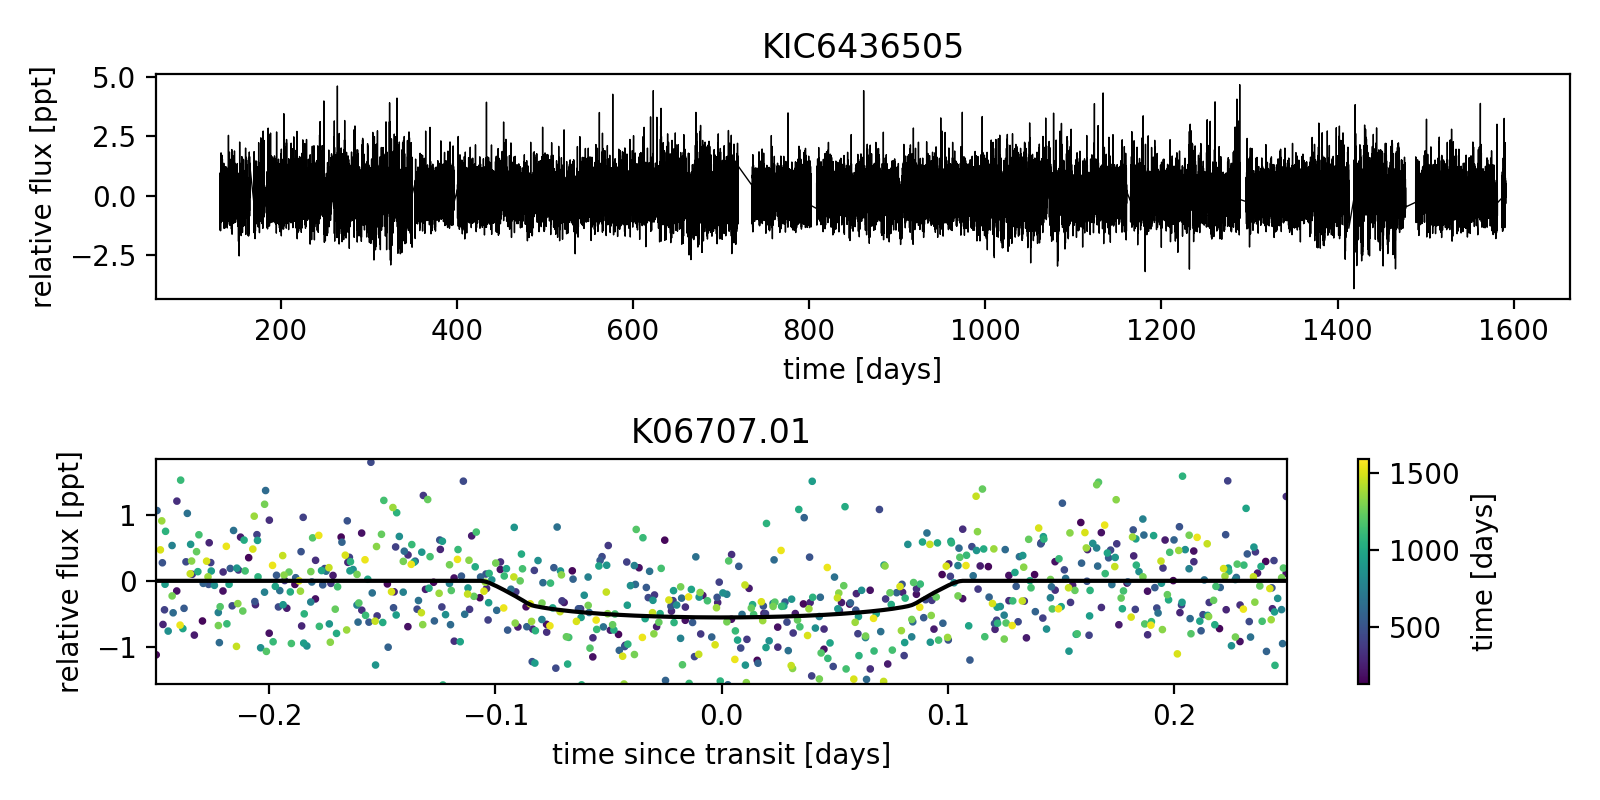 KIC6436505
5.0
2.5
0.0
−2.5
relative flux [ppt]
200 400 600 800 1000 1200 1400 1600
time [days]
K06707.01
1
0
−1
relative flux [ppt]
−0.2 −0.1 0.0 0.1 0.2
time since transit [days]
1500
1000
500
time [days]